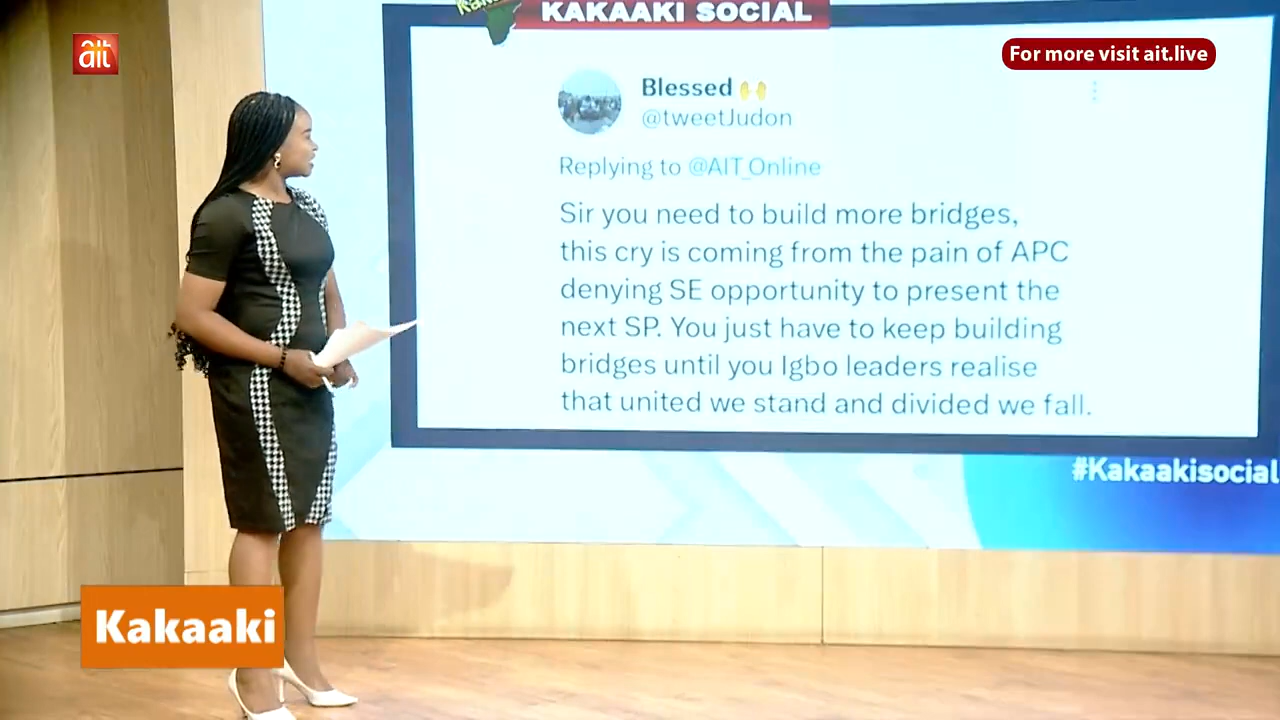 KAKAAKI SOCIAL
ait
For more visit ait.live
Blessed 🙌
@tweetJudon
Replying to @AIT_Online
Sir you need to build more bridges,
this cry is coming from the pain of APC
denying SE opportunity to present the
next SP. You just have to keep building
bridges until you Igbo leaders realise
that united we stand and divided we fall.
#Kakaakisocial
Kakaaki